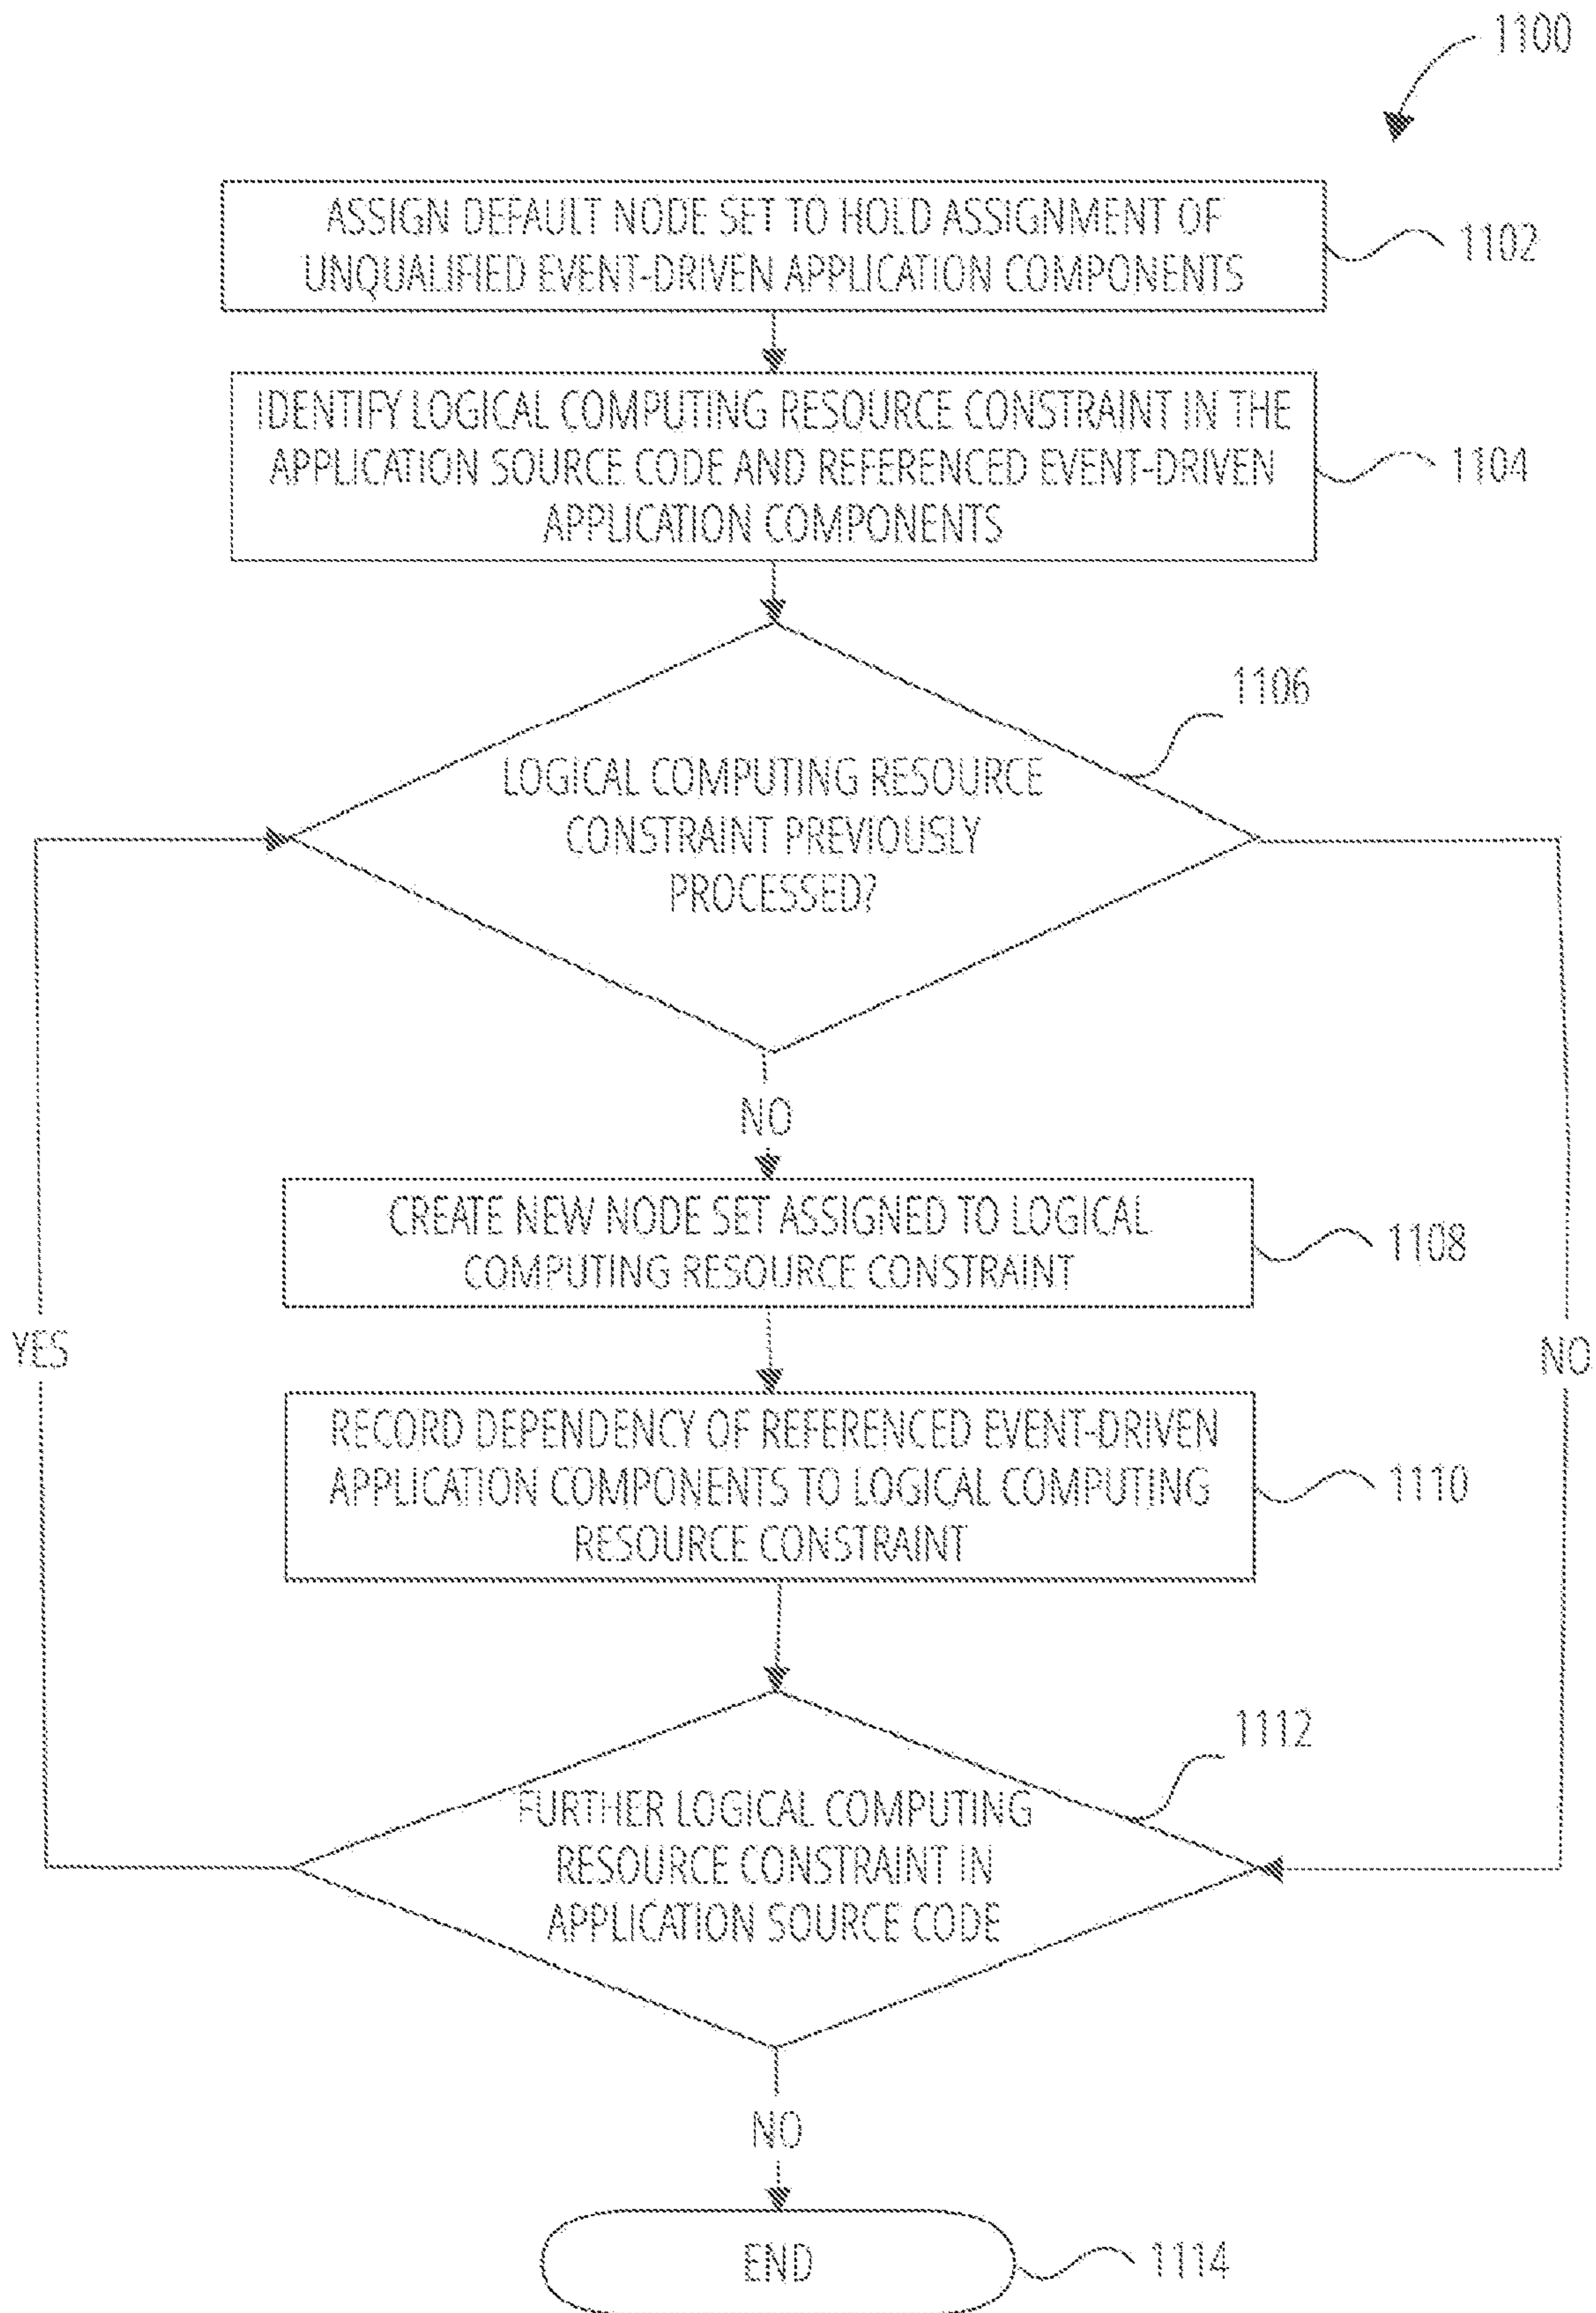 1100
ASSIGN DEFAULT NODE SET TO HOLD ASSIGNMENT OF
UNQUALIFIED EVENT-DRIVEN APPLICATION COMPONENTS
1102
IDENTIFY LOGICAL COMPUTING RESOURCE CONSTRAINT IN THE
APPLICATION SOURCE CODE AND REFERENCED EVENT-DRIVEN
APPLICATION COMPONENTS
1104
1106
LOGICAL COMPUTING RESOURCE
CONSTRAINT PREVIOUSLY
PROCESSED?
NO
CREATE NEW NODE SET ASSIGNED TO LOGICAL
COMPUTING RESOURCE CONSTRAINT
1108
YES
NO
RECORD DEPENDENCY OF REFERENCED EVENT-DRIVEN
APPLICATION COMPONENTS TO LOGICAL COMPUTING
RESOURCE CONSTRAINT
1110
1112
FURTHER LOGICAL COMPUTING
RESOURCE CONSTRAINT IN
APPLICATION SOURCE CODE
NO
END
1114